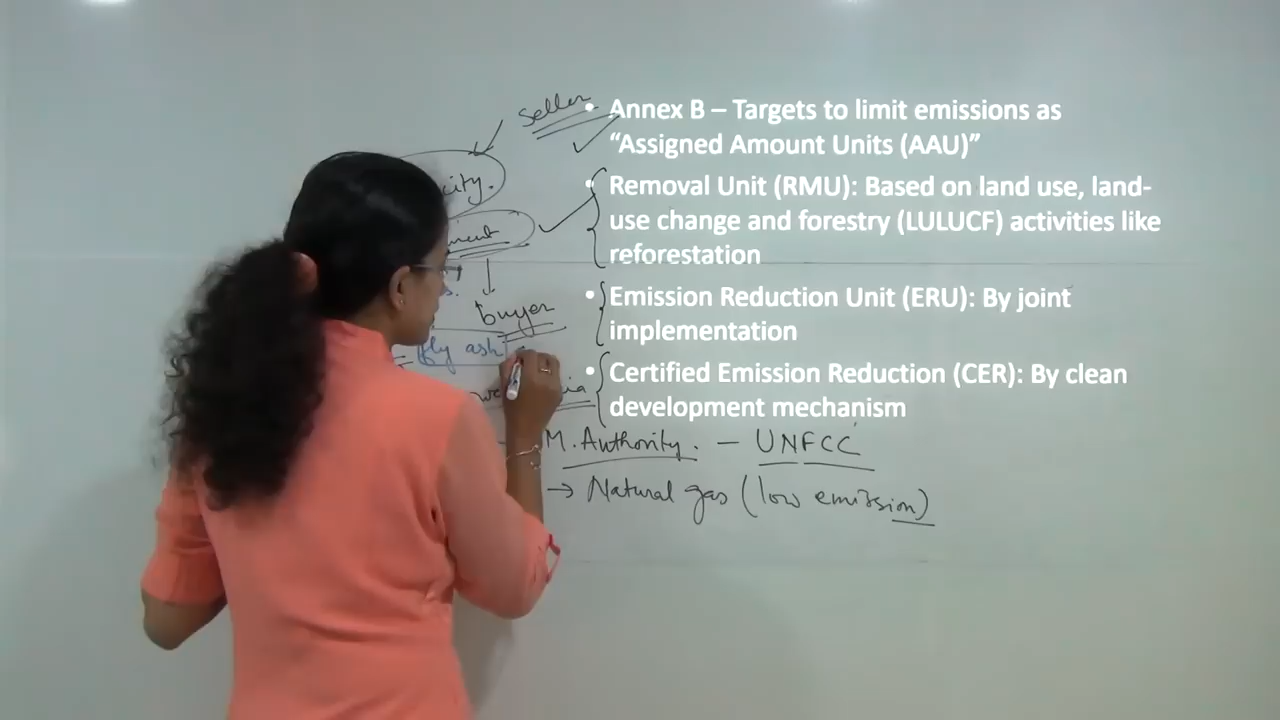 seller
• Annex B – Targets to limit emissions as
“Assigned Amount Units (AAU)”
• Removal Unit (RMU): Based on land use, land-
use change and forestry (LULUCF) activities like
reforestation
buyer
• Emission Reduction Unit (ERU): By joint
implementation
fly ash
• Certified Emission Reduction (CER): By clean
development mechanism
M. Authority. – UNFCC
→ Natural gas (low emission)